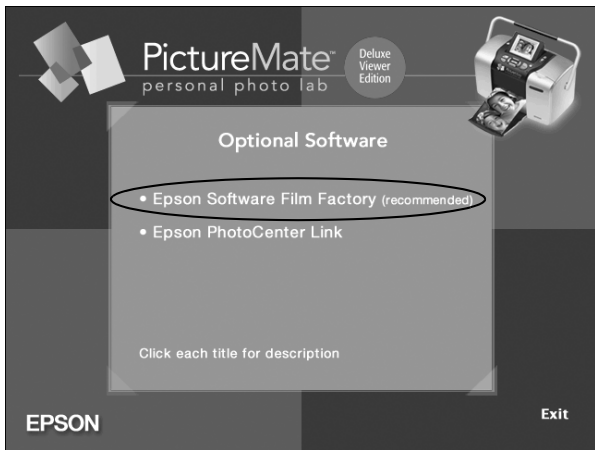 PictureMate™
personal photo lab
Deluxe
Viewer
Edition
Optional Software
• Epson Software Film Factory (recommended)
• Epson PhotoCenter Link
Click each title for description
EPSON
Exit